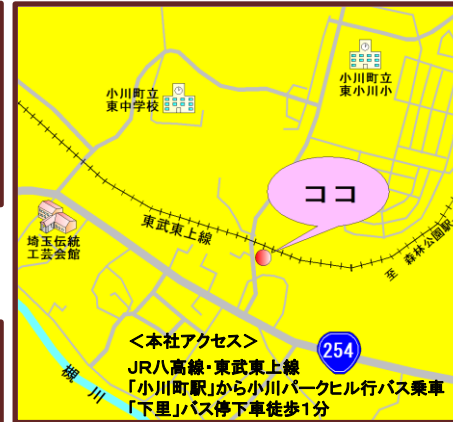 小川町立
東小川小
小川町立
東中学校
ココ
東武東上線
埼玉伝統
工芸会館
至 森林公園駅
254
槻川
＜本社アクセス＞
JR八高線・東武東上線
「小川町駅」から小川パークヒル行バス乗車
「下里」バス停下車徒歩1分